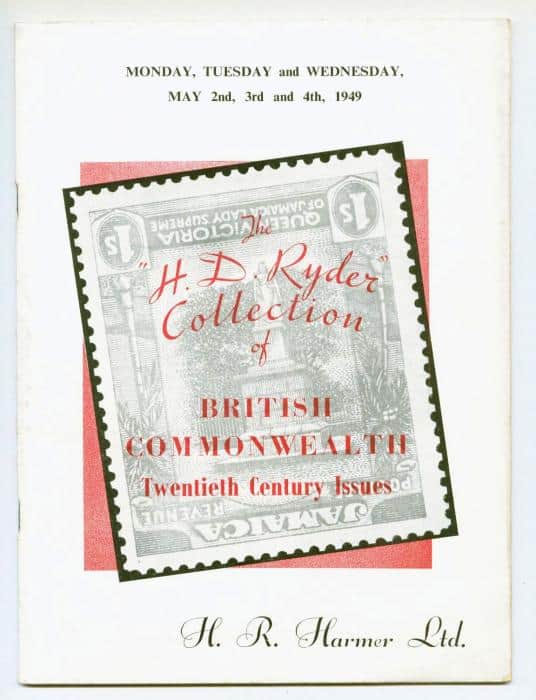 MONDAY, TUESDAY and WEDNESDAY,
MAY 2nd, 3rd and 4th, 1949
1s
QUEEN VICTORIA
OF JAMAICA LADY SUPREME
1s
The
"H. D. Ryder"
Collection
of
BRITISH
COMMONWEALTH
Twentieth Century Issues
REVENUE
JAMAICA
H. R. Harmer Ltd.